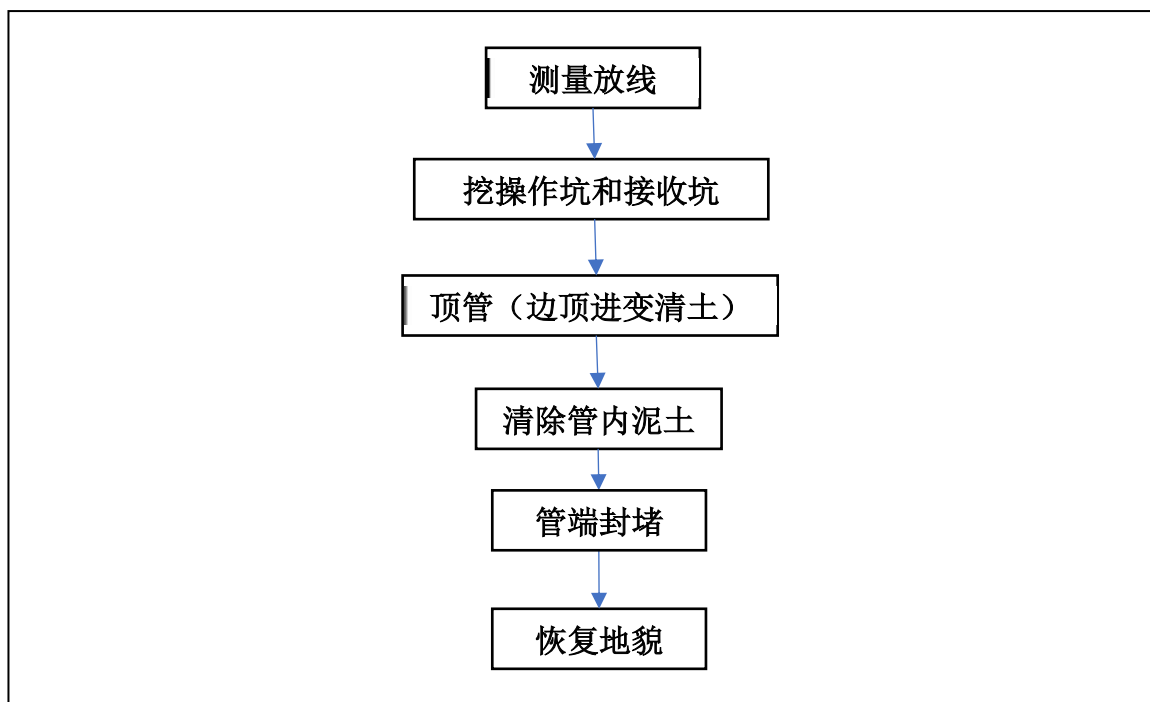 测量放线
挖操作坑和接收坑
顶管（边顶进变清土）
清除管内泥土
管端封堵
恢复地貌